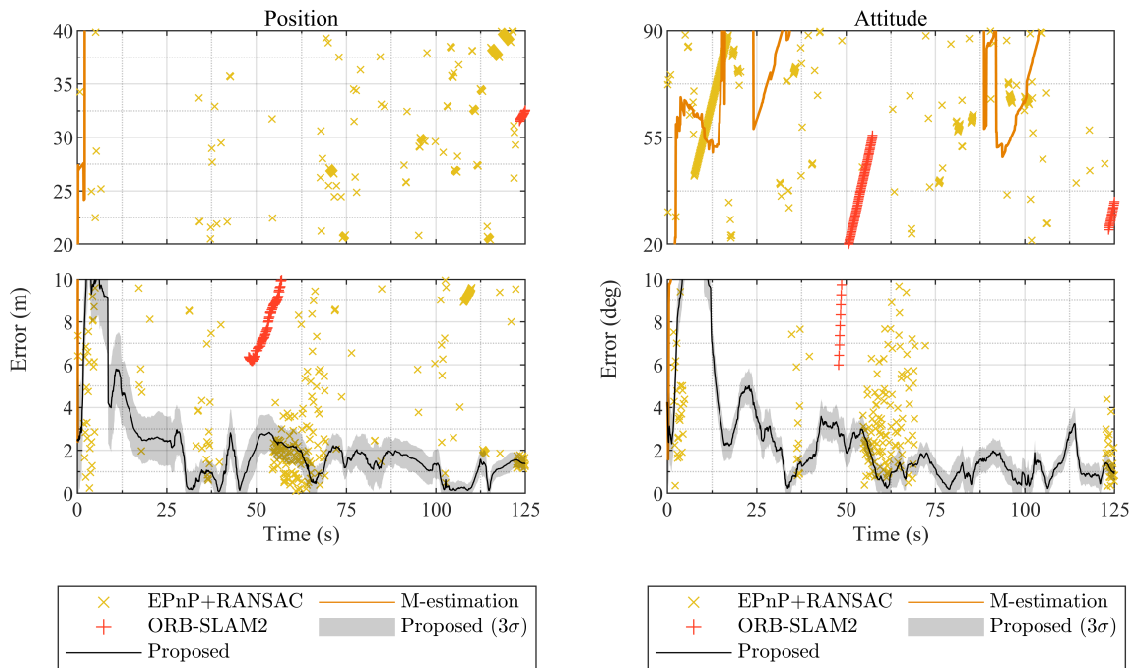 Position
Attitude
40
35
30
25
20
90
55
20
10
8
6
4
2
0
Error (m)
10
8
6
4
2
0
Error (deg)
0 25 50 75 100 125
0 25 50 75 100 125
Time (s)
Time (s)
EPnP+RANSAC M-estimation
ORB-SLAM2 Proposed (3σ)
Proposed
EPnP+RANSAC M-estimation
ORB-SLAM2 Proposed (3σ)
Proposed